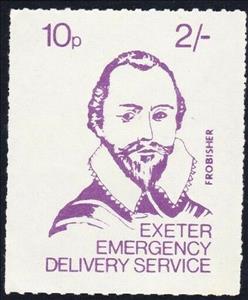 10p 2/-
FROBISHER
EXETER
EMERGENCY
DELIVERY SERVICE